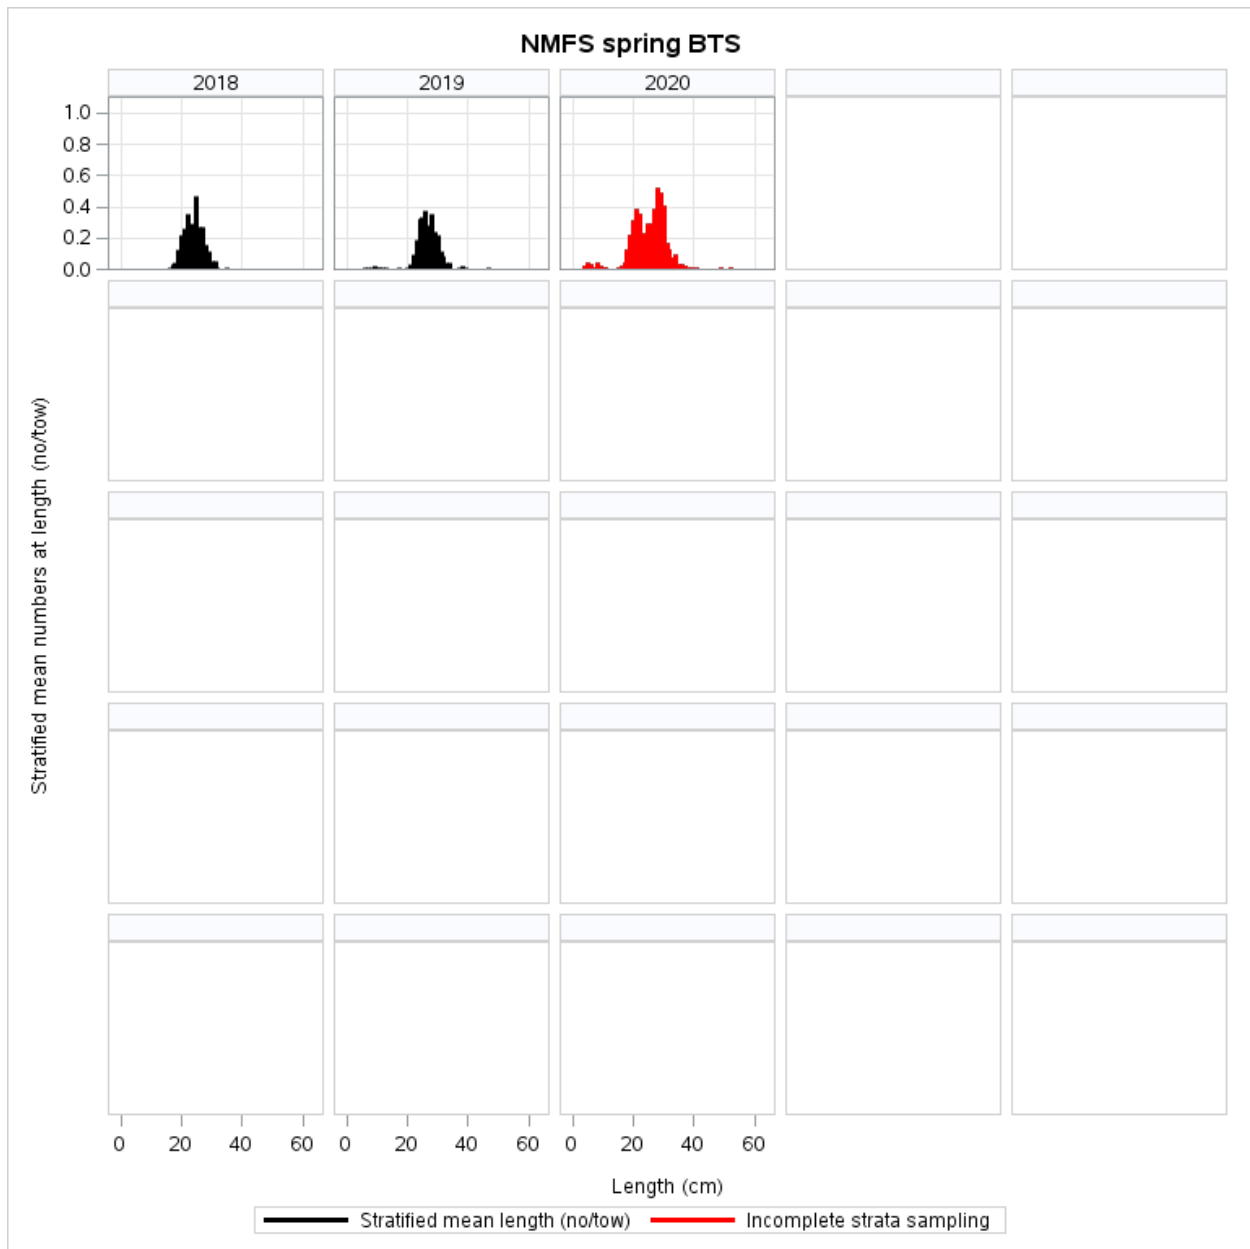 NMFS spring BTS
2018 2019 2020
1.0
0.8
0.6
0.4
0.2
0.0
Stratified mean numbers at length (no/tow)
0 20 40 60 0 20 40 60 0 20 40 60
Length (cm)
Stratified mean length (no/tow) Incomplete strata sampling